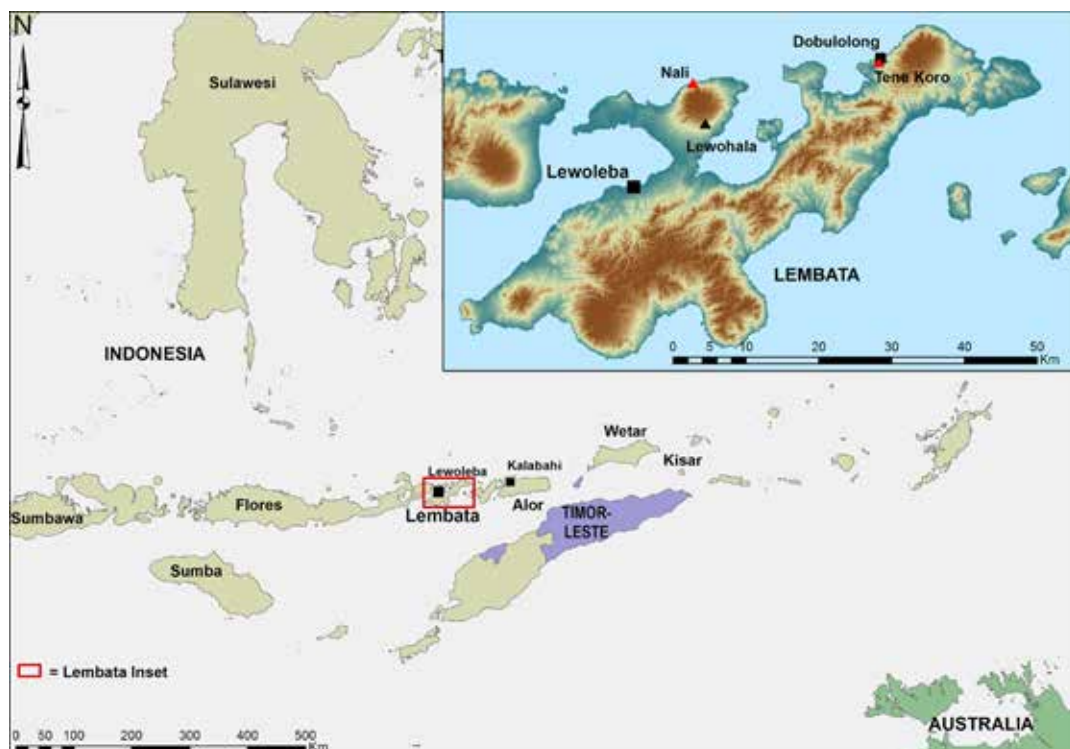 N
Sulawesi
INDONESIA
Dobulolong
Nali
Tene Koro
Lewohala
Lewoleba
LEMBATA
0 5 10 20 30 40 50
Km
Wetar
Kisar
Lewoleba
Kalabahi
Flores
Sumbawa
Lembata
Alor
TIMOR-
LESTE
Sumba
= Lembata Inset
AUSTRALIA
0 50 100 200 300 400 500
Km